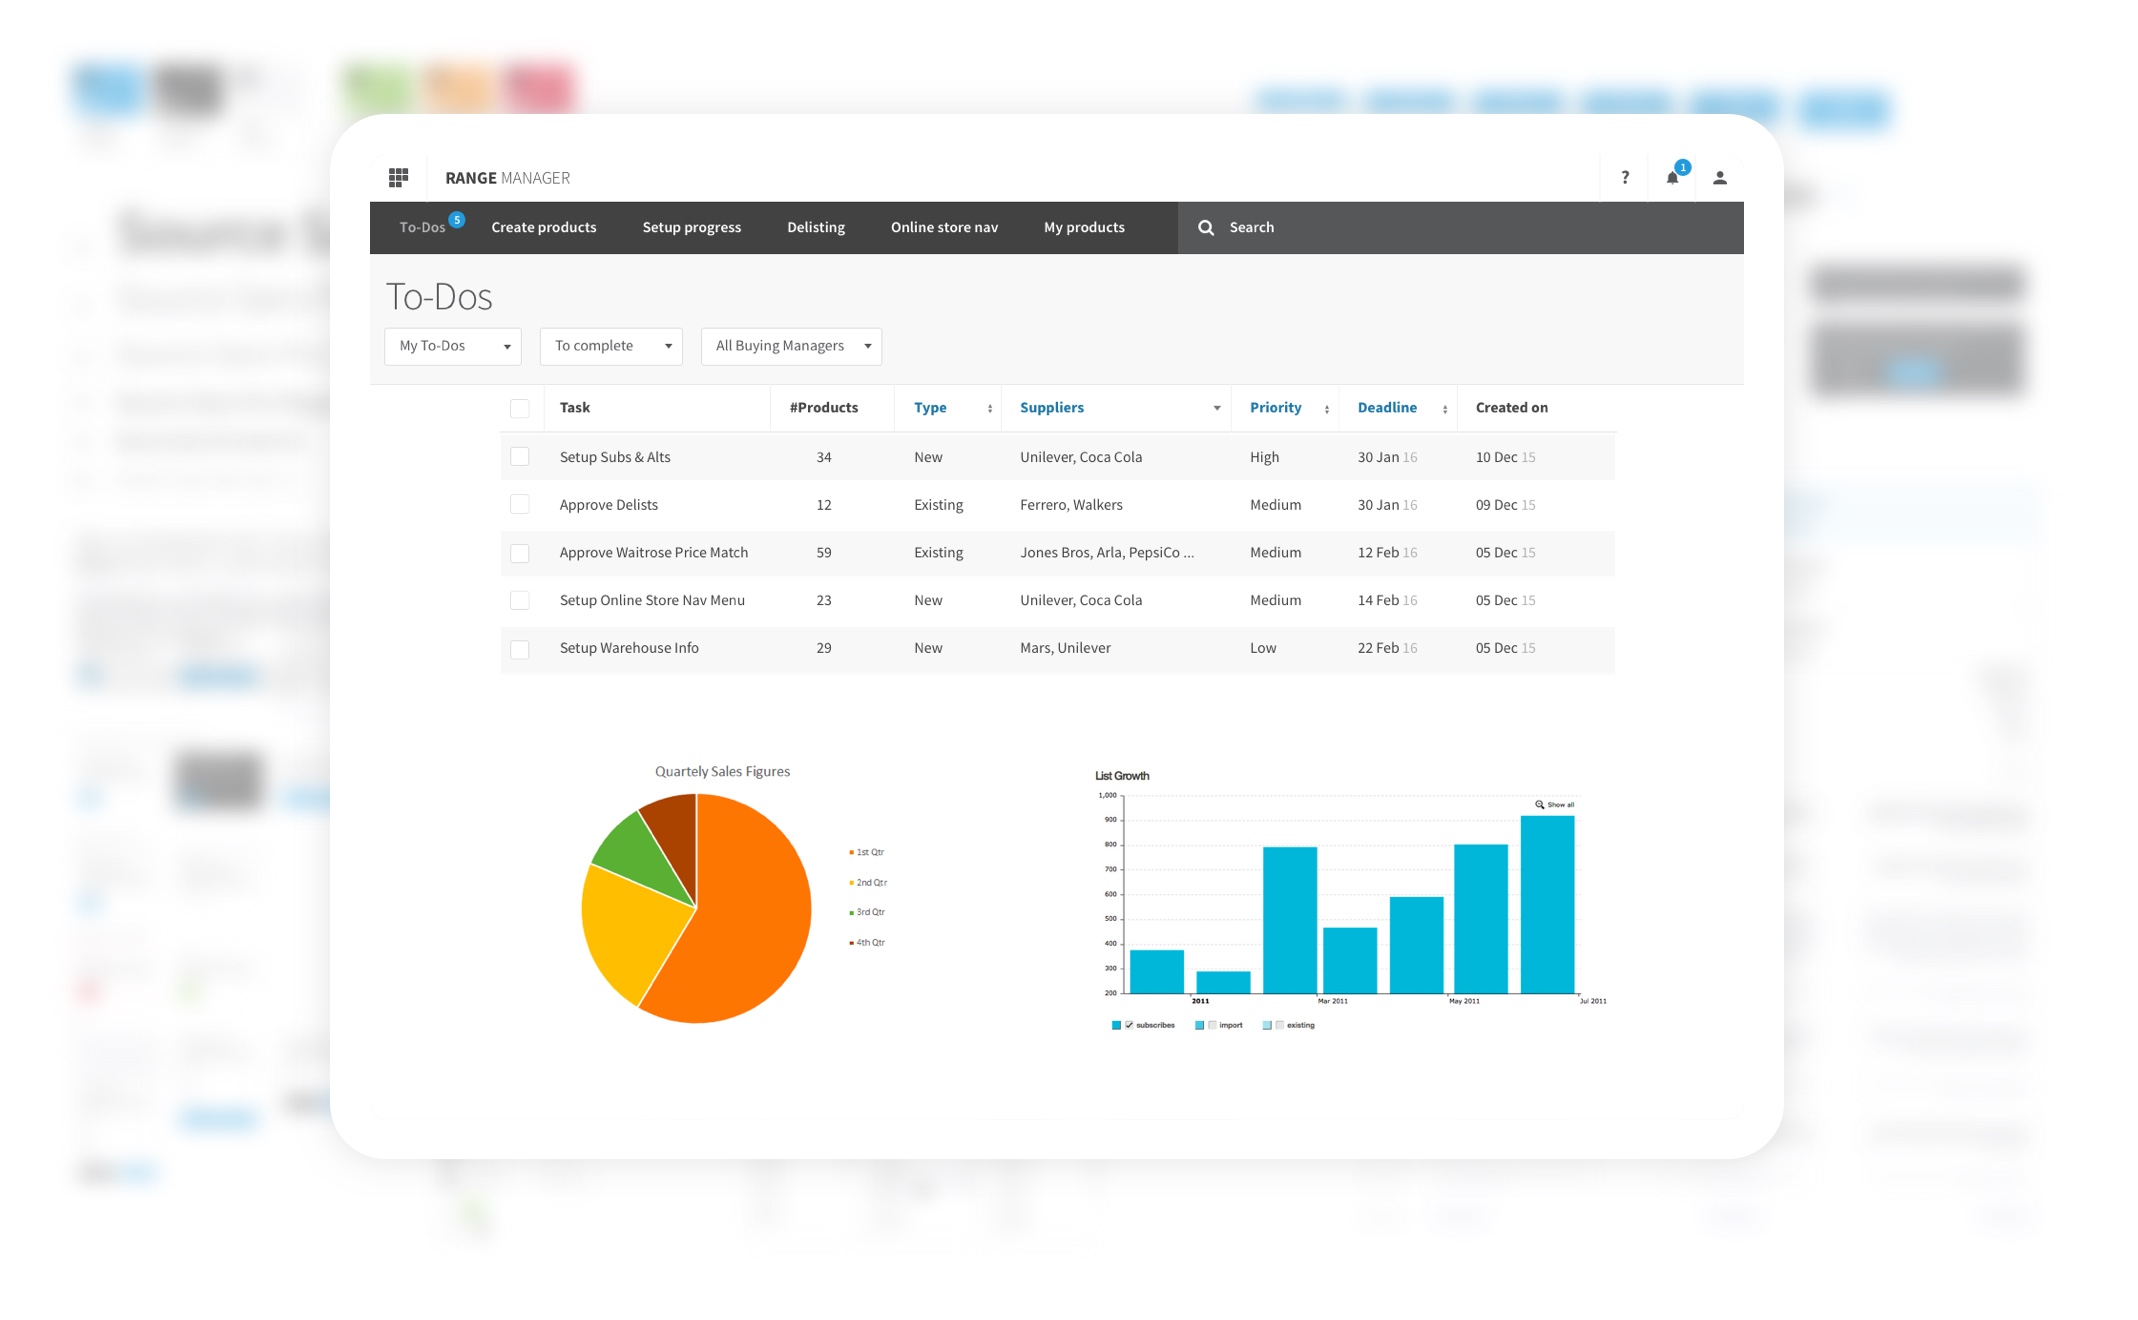 RANGE MANAGER ? 1
To-Dos 5 Create products Setup progress Delisting Online store nav My products Search
To-Dos
My To-Dos To complete All Buying Managers
Task #Products Type Suppliers Priority Deadline Created on
Setup Subs & Alts 34 New Unilever, Coca Cola High 30 Jan 16 10 Dec 15
Approve Delists 12 Existing Ferrero, Walkers Medium 30 Jan 16 09 Dec 15
Approve Waitrose Price Match 59 Existing Jones Bros, Arla, PepsiCo ... Medium 12 Feb 16 05 Dec 15
Setup Online Store Nav Menu 23 New Unilever, Coca Cola Medium 14 Feb 16 05 Dec 15
Setup Warehouse Info 29 New Mars, Unilever Low 22 Feb 16 05 Dec 15
Quartely Sales Figures
1st Qtr
2nd Qtr
3rd Qtr
4th Qtr
List Growth
1,000
Show all
900
800
700
600
500
400
300
200
2011 Mar 2011 May 2011 Jul 2011
subscribes import existing